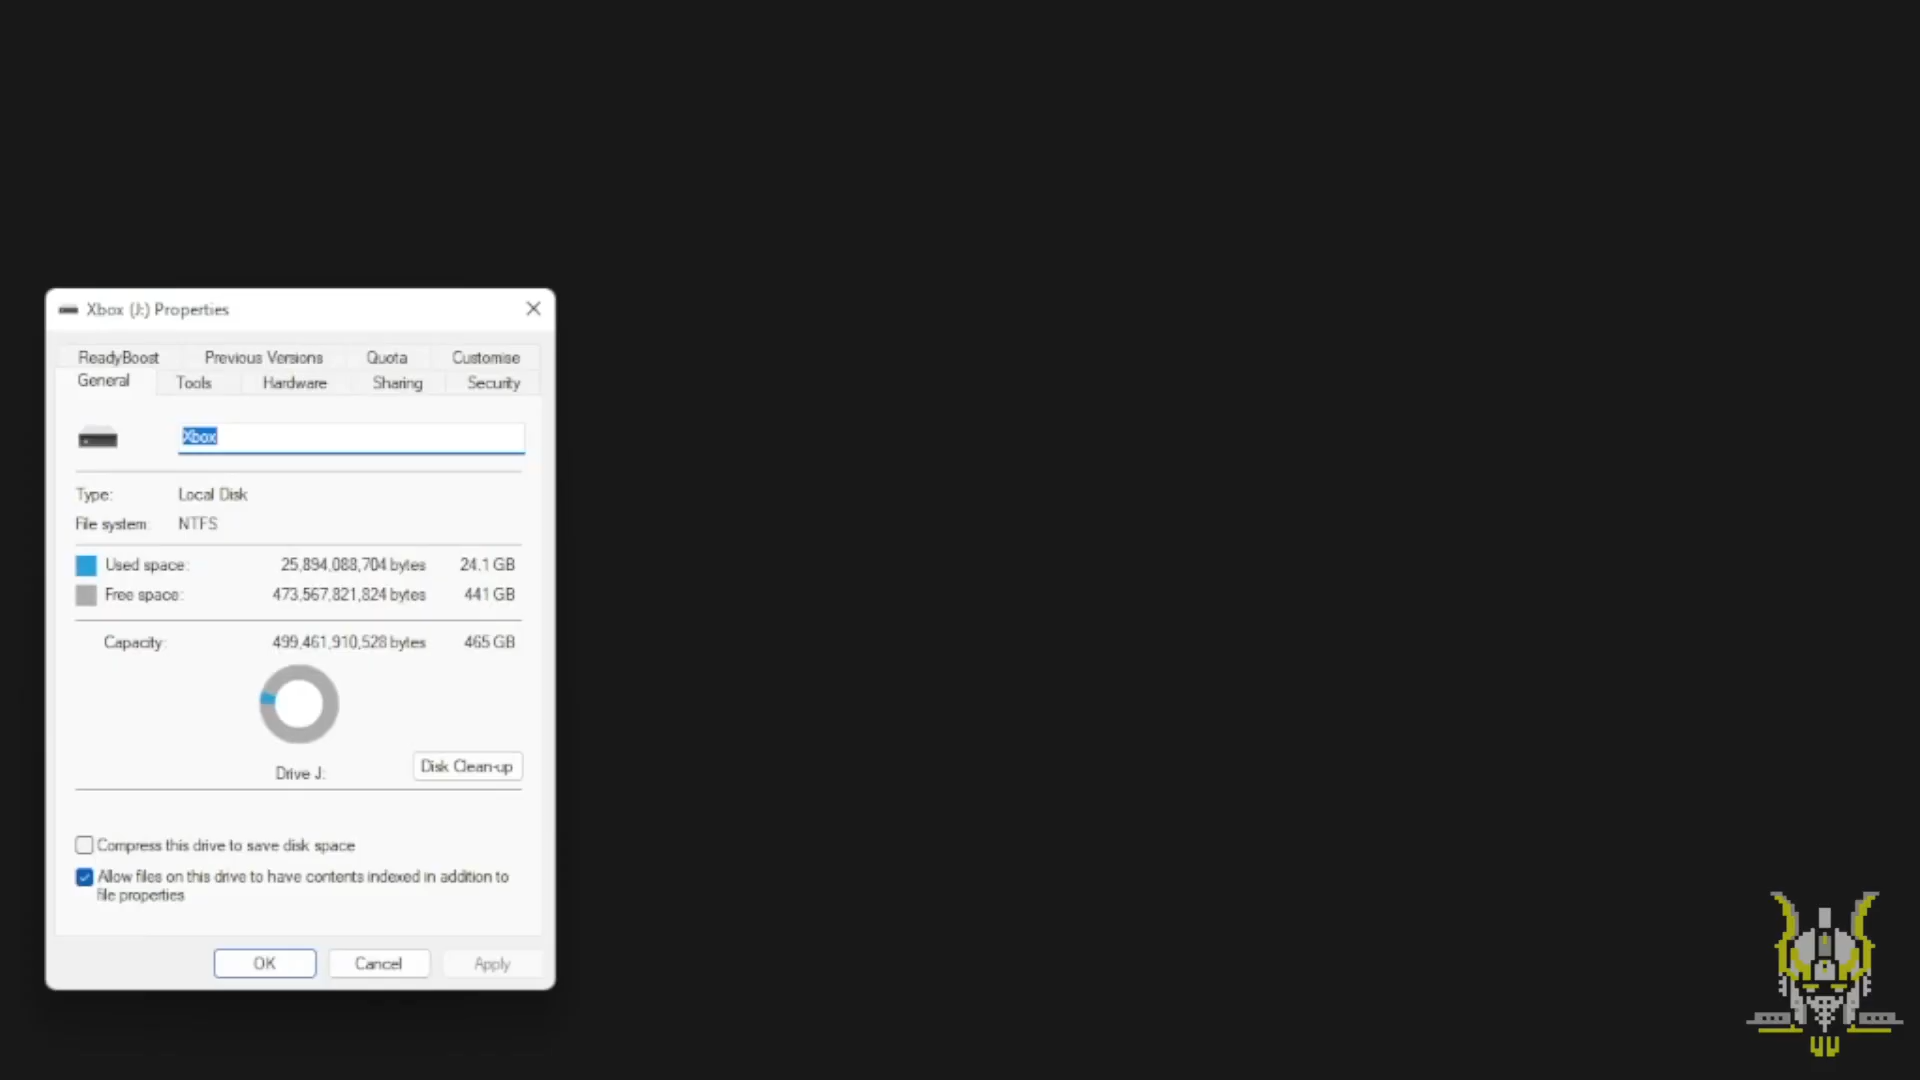 Xbox (J:) Properties
ReadyBoost Previous Versions Quota Customise
General Tools Hardware Sharing Security
Xbox
Type: Local Disk
File system: NTFS
Used space: 25,894,088,704 bytes 24.1 GB
Free space: 473,567,821,824 bytes 441 GB
Capacity: 499,461,910,528 bytes 465 GB
Drive J:
Disk Clean-up
Compress this drive to save disk space
Allow files on this drive to have contents indexed in addition to
file properties
OK Cancel Apply